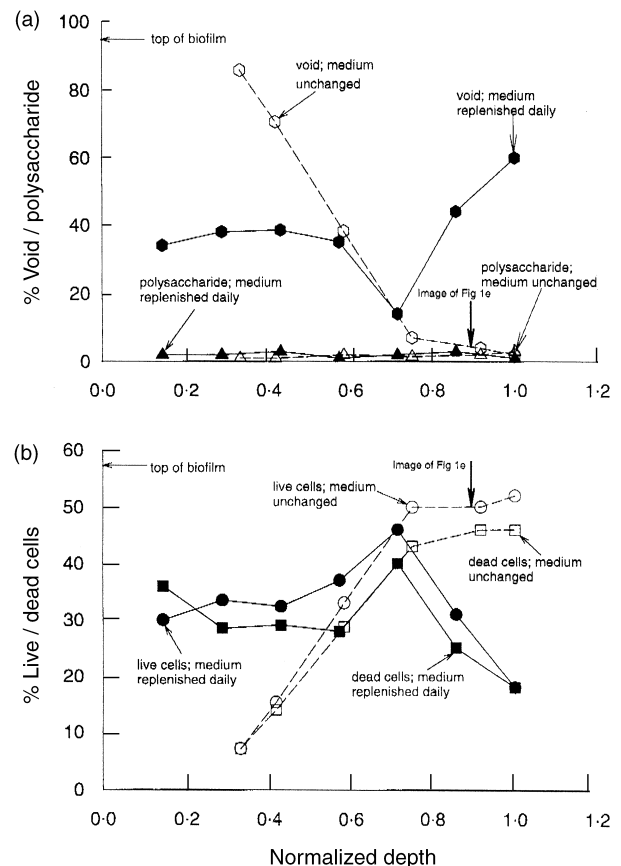 (a)
100
80
60
40
20
0
% Void / polysaccharide
top of biofilm
void; medium
unchanged
void; medium
replenished daily
polysaccharide; medium
replenished daily
polysaccharide;
medium unchanged
Image of Fig 1e
0·0 0·2 0·4 0·6 0·8 1·0 1·2
(b)
60
50
40
30
20
10
0
% Live / dead cells
top of biofilm
Image of Fig 1e
live cells; medium
unchanged
dead cells; medium
unchanged
live cells; medium
replenished daily
dead cells; medium
replenished daily
0·0 0·2 0·4 0·6 0·8 1·0 1·2
Normalized depth